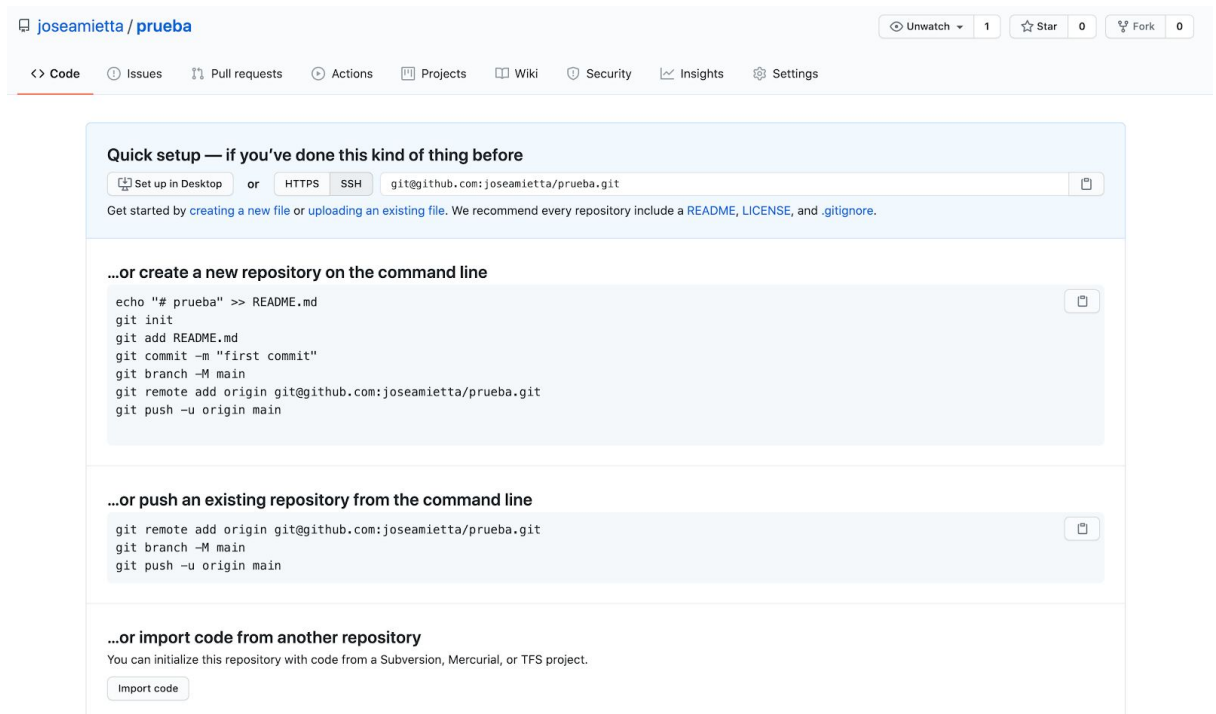 joseamietta / prueba
Unwatch 1 Star 0 Fork 0
<> Code Issues Pull requests Actions Projects Wiki Security Insights Settings
Quick setup — if you’ve done this kind of thing before
Set up in Desktop or HTTPS SSH git@github.com:joseamietta/prueba.git
Get started by creating a new file or uploading an existing file. We recommend every repository include a README, LICENSE, and .gitignore.
…or create a new repository on the command line
echo "# prueba" >> README.md
git init
git add README.md
git commit -m "first commit"
git branch -M main
git remote add origin git@github.com:joseamietta/prueba.git
git push -u origin main
…or push an existing repository from the command line
git remote add origin git@github.com:joseamietta/prueba.git
git branch -M main
git push -u origin main
…or import code from another repository
You can initialize this repository with code from a Subversion, Mercurial, or TFS project.
Import code